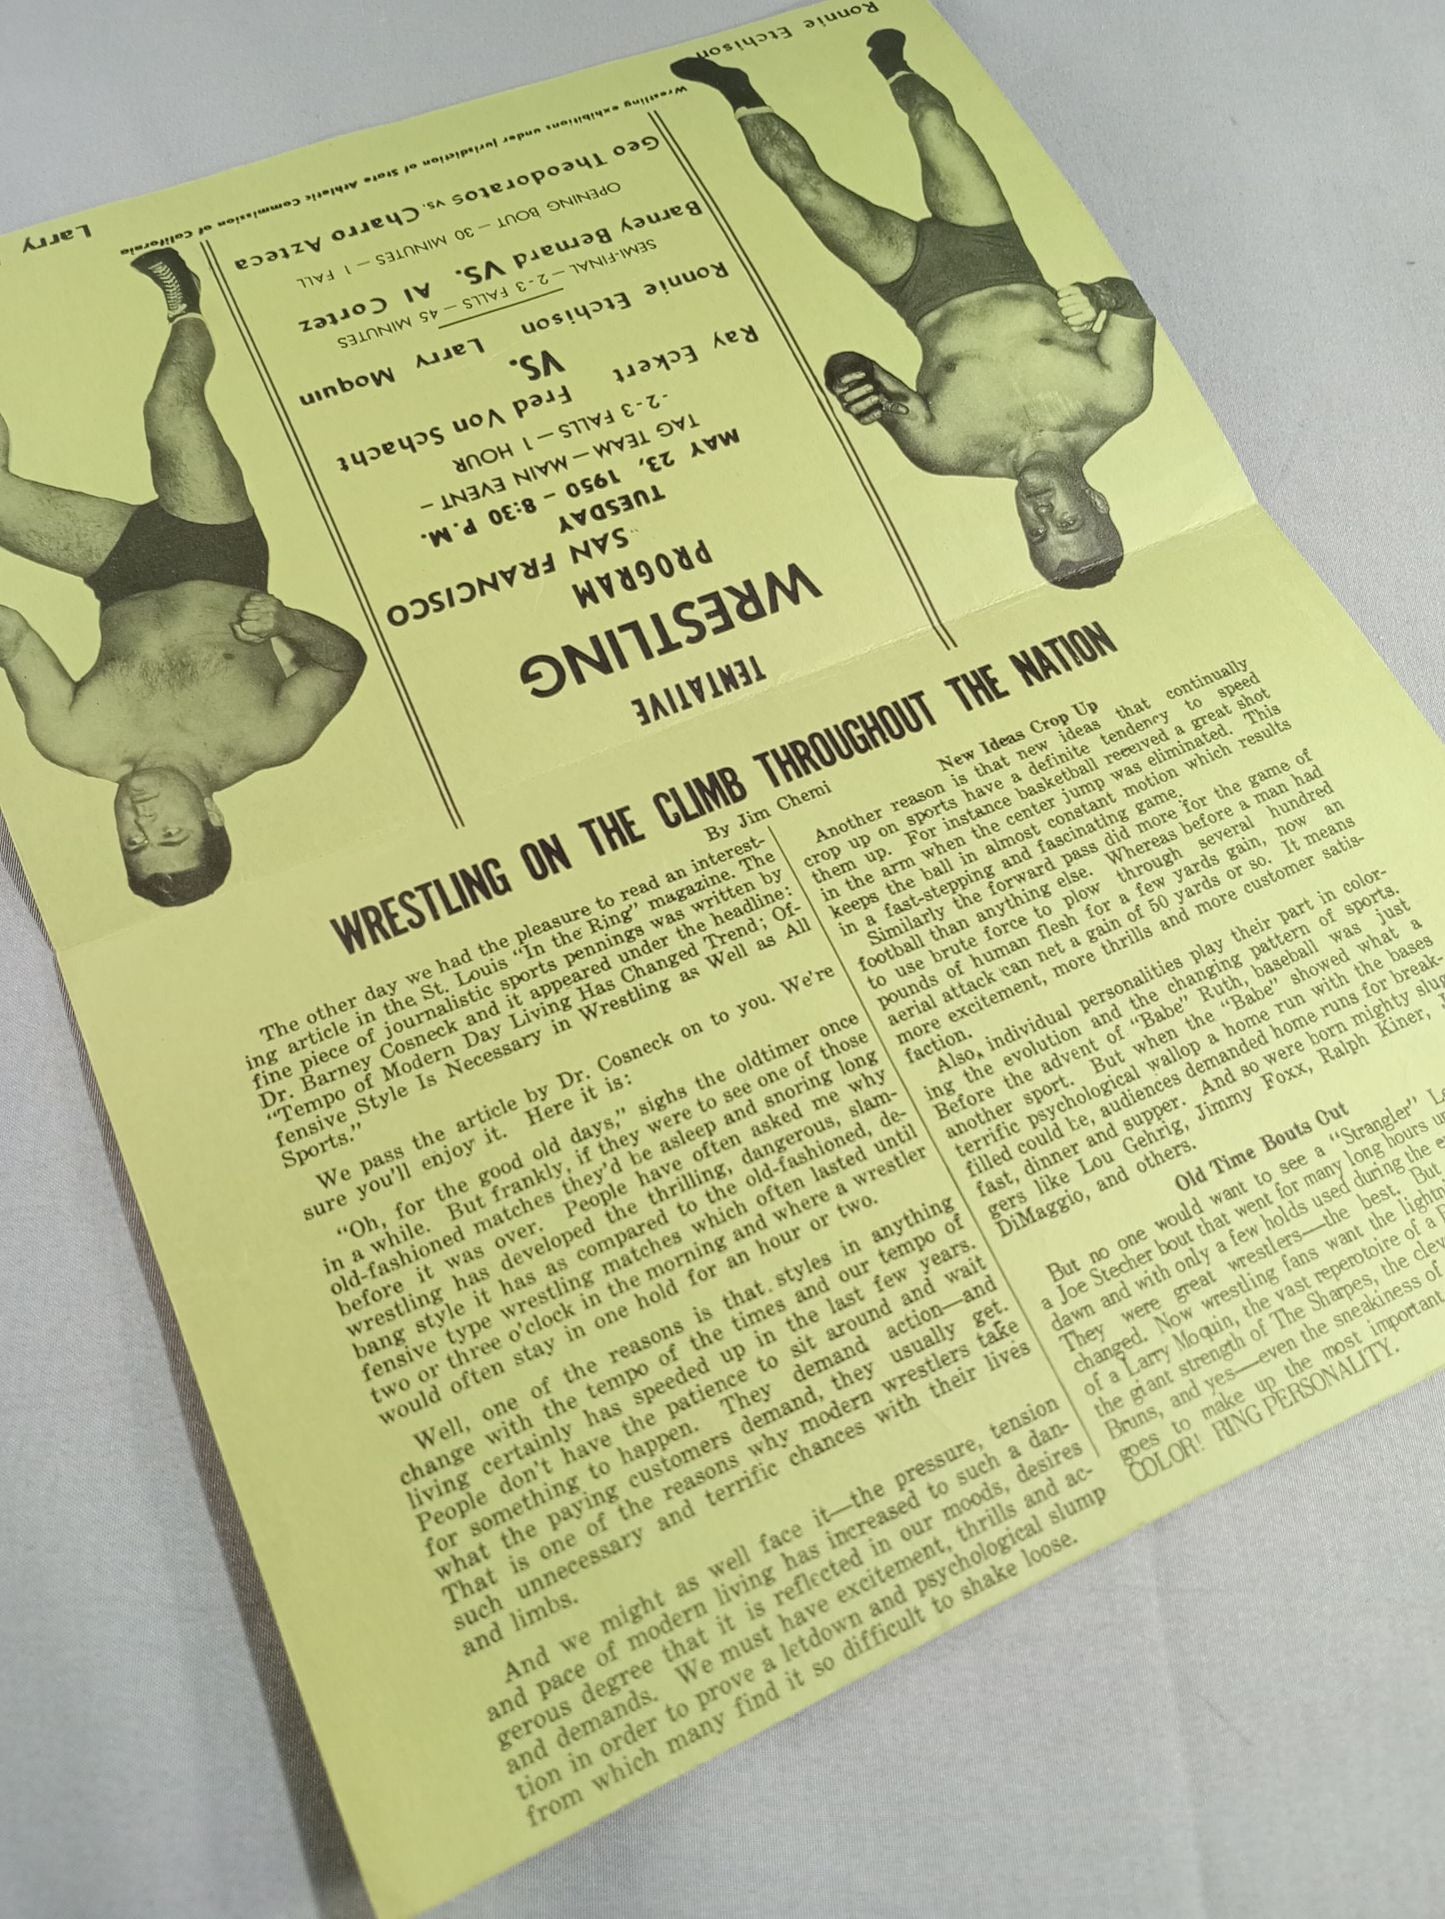 TENTATIVE
WRESTLING
PROGRAM
SAN FRANCISCO
TUESDAY
MAY 23, 1950 – 8:30 P.M.
TAG TEAM — MAIN EVENT –
-2-3 FALLS — 1 HOUR
Ray Eckert Fred Von Schacht
VS.
Ronnie Etchison Larry Moquin
SEMI-FINAL — 2-3 FALLS — 45 MINUTES
Barney Bernard VS. Al Cortez
OPENING BOUT — 30 MINUTES — 1 FALL
Geo Theodoratos vs. Charro Azteca
Wrestling exhibitions under jurisdiction of State Athletic Commission of California
Ronnie Etchison
Larry
WRESTLING ON THE CLIMB THROUGHOUT THE NATION
By Jim Chemi
The other day we had the pleasure to read an interest-
ing article in the St. Louis "In the Ring" magazine. The
fine piece of journalistic sports pennings was written by
Dr. Barney Cosneck and it appeared under the headline:
"Tempo of Modern Day Living Has Changed Trend; Of-
fensive Style Is Necessary in Wrestling as Well as All
Sports."
We pass the article by Dr. Cosneck on to you. We're
sure you'll enjoy it. Here it is:
"Oh, for the good old days," sighs the oldtimer once
in a while. But frankly, if they were to see one of those
old-fashioned matches they'd be asleep and snoring long
before it was over. People have often asked me why
wrestling has developed the thrilling, dangerous, slam-
bang style it has as compared to the old-fashioned, de-
fensive type wrestling matches which often lasted until
two or three o'clock in the morning and where a wrestler
would often stay in one hold for an hour or two.
Well, one of the reasons is that styles in anything
change with the tempo of the times and our tempo of
living certainly has speeded up in the last few years.
People don't have the patience to sit around and wait
for something to happen. They demand action—and
what the paying customers demand, they usually get.
That is one of the reasons why modern wrestlers take
such unnecessary and terrific chances with their lives
and limbs.
And we might as well face it—the pressure, tension
and pace of modern living has increased to such a dan-
gerous degree that it is reflected in our moods, desires
and demands. We must have excitement, thrills and ac-
tion in order to prove a letdown and psychological slump
from which many find it so difficult to shake loose.
New Ideas Crop Up
Another reason is that new ideas that continually
crop up on sports have a definite tendency to speed
them up. For instance basketball received a great shot
in the arm when the center jump was eliminated. This
keeps the ball in almost constant motion which results
in a fast-stepping and fascinating game.
Similarly the forward pass did more for the game of
football than anything else. Whereas before a man had
to use brute force to plow through several hundred
pounds of human flesh for a few yards gain, now an
aerial attack can net a gain of 50 yards or so. It means
more excitement, more thrills and more customer satis-
faction.
Also, individual personalities play their part in color-
ing the evolution and the changing pattern of sports.
Before the advent of "Babe" Ruth, baseball was just
another sport. But when the "Babe" showed what a
terrific psychological wallop a home run with the bases
filled could be, audiences demanded home runs for break-
fast, dinner and supper. And so were born mighty slug
gers like Lou Gehrig, Jimmy Foxx, Ralph Kiner,
DiMaggio, and others.
Old Time Bouts Out
But no one would want to see a "Strangler"
a Joe Stecher bout that went for many long hours
dawn and with only a few holds used during the
They were great wrestlers—the best. But
changed. Now wrestling fans want the
of a Larry Moquin, the vast repertoire of a
the giant strength of The Sharpes, the
Bruns, and yes—even the sneakiness of
goes to make up the most important
COLOR! RING PERSONALITY.